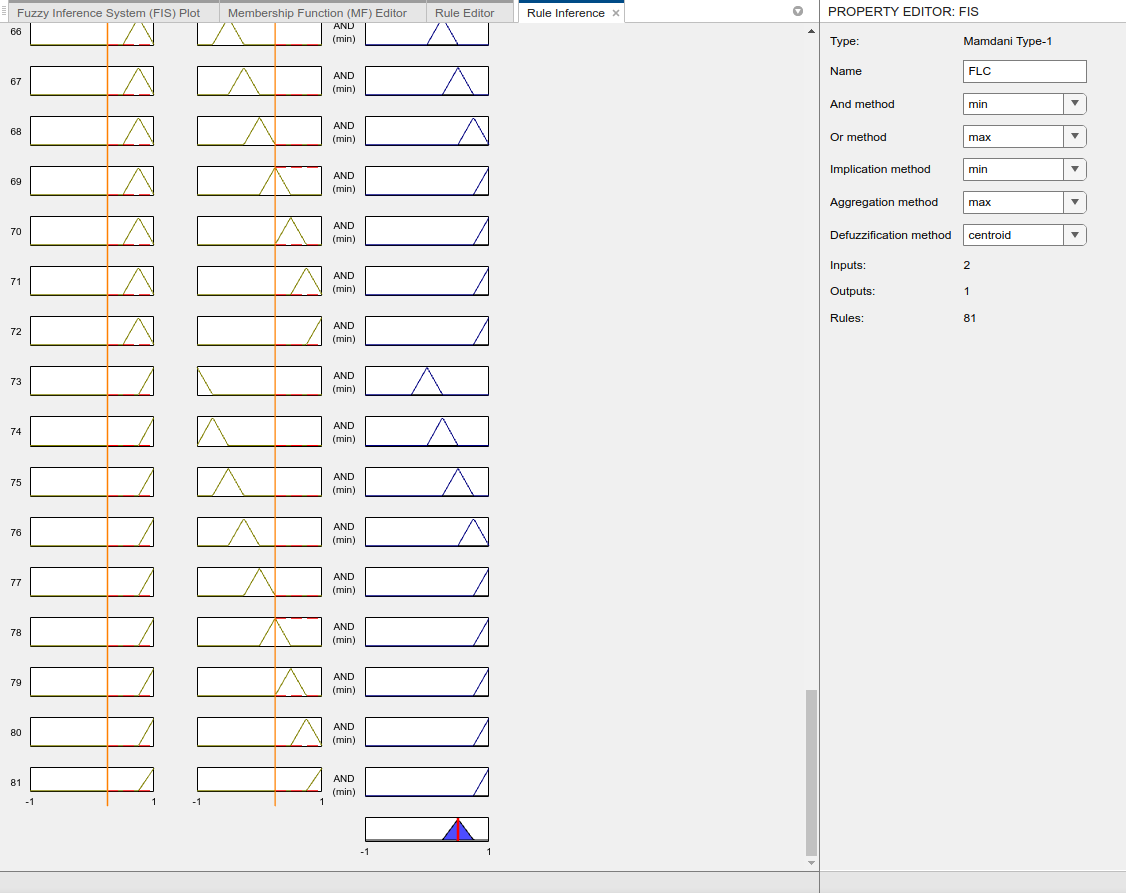 Fuzzy Inference System (FIS) Plot
Membership Function (MF) Editor
Rule Editor
Rule Inference
66
AND
(min)
67
AND
(min)
68
AND
(min)
69
AND
(min)
70
AND
(min)
71
AND
(min)
72
AND
(min)
73
AND
(min)
74
AND
(min)
75
AND
(min)
76
AND
(min)
77
AND
(min)
78
AND
(min)
79
AND
(min)
80
AND
(min)
81
AND
(min)
-1 1 -1 1
-1 1
PROPERTY EDITOR: FIS
Type: Mamdani Type-1
Name FLC
And method min
Or method max
Implication method min
Aggregation method max
Defuzzification method centroid
Inputs: 2
Outputs: 1
Rules: 81